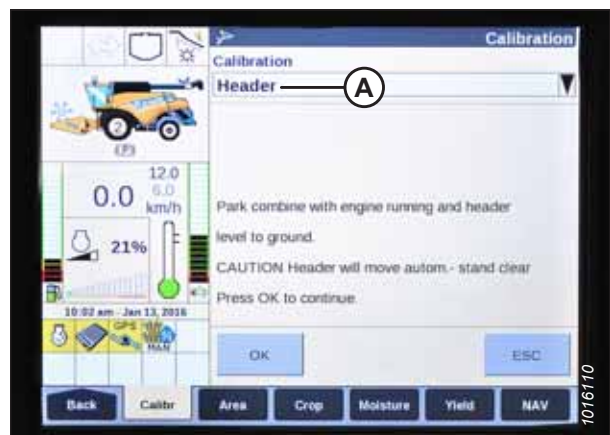 Calibration
Calibration
Header
A
2
(P)
12.0
6.0
0.0 km/h
21%
Park combine with engine running and header
level to ground.
CAUTION Header will move autom.- stand clear
Press OK to continue
10:02 am - Jan 13, 2016
GPS
MAN
OK
ESC
Back
Calibr
Area
Crop
Moisture
Yield
NAV
1016110